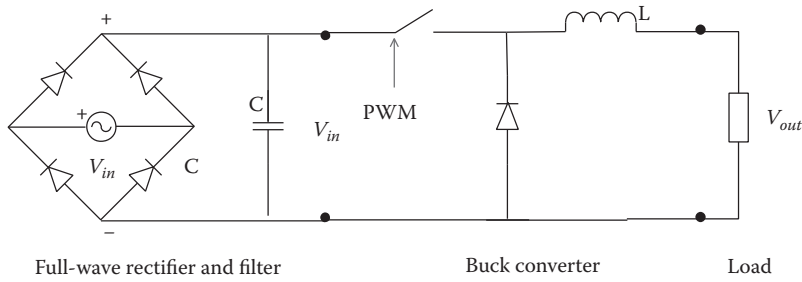 +
L
C
V_in
PWM
V_out
+
V_in
C
−
Full-wave rectifier and filter
Buck converter
Load